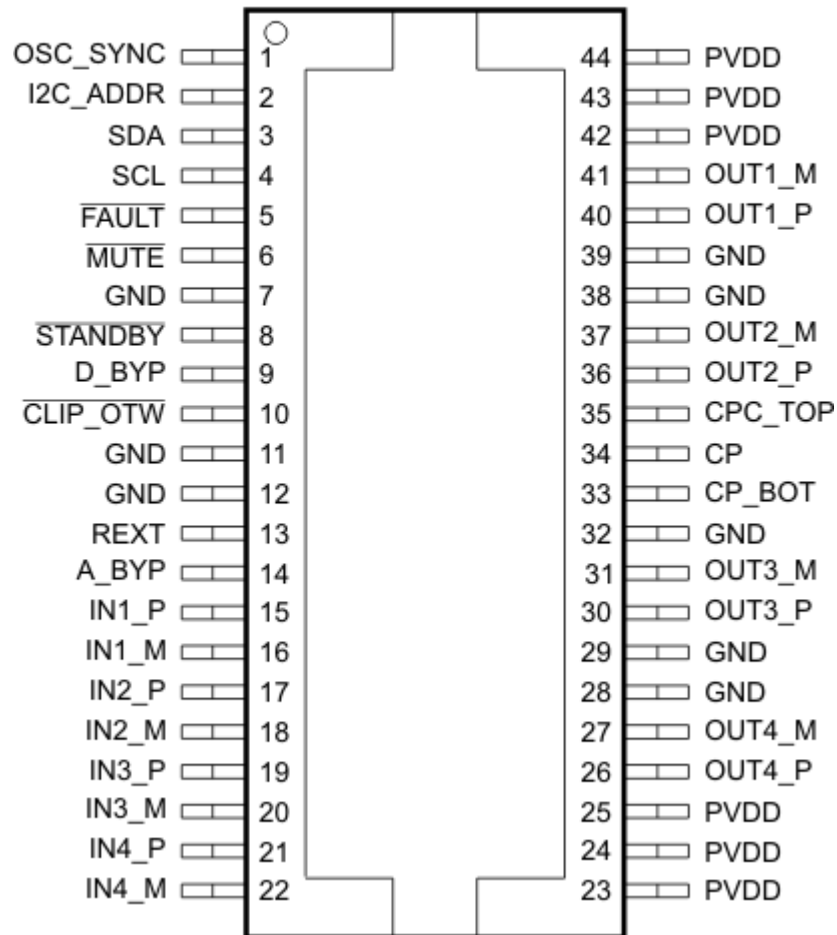 OSC_SYNC 1 44 PVDD
I2C_ADDR 2 43 PVDD
SDA 3 42 PVDD
SCL 4 41 OUT1_M
FAULT 5 40 OUT1_P
MUTE 6 39 GND
GND 7 38 GND
STANDBY 8 37 OUT2_M
D_BYP 9 36 OUT2_P
CLIP_OTW 10 35 CPC_TOP
GND 11 34 CP
GND 12 33 CP_BOT
REXT 13 32 GND
A_BYP 14 31 OUT3_M
IN1_P 15 30 OUT3_P
IN1_M 16 29 GND
IN2_P 17 28 GND
IN2_M 18 27 OUT4_M
IN3_P 19 26 OUT4_P
IN3_M 20 25 PVDD
IN4_P 21 24 PVDD
IN4_M 22 23 PVDD